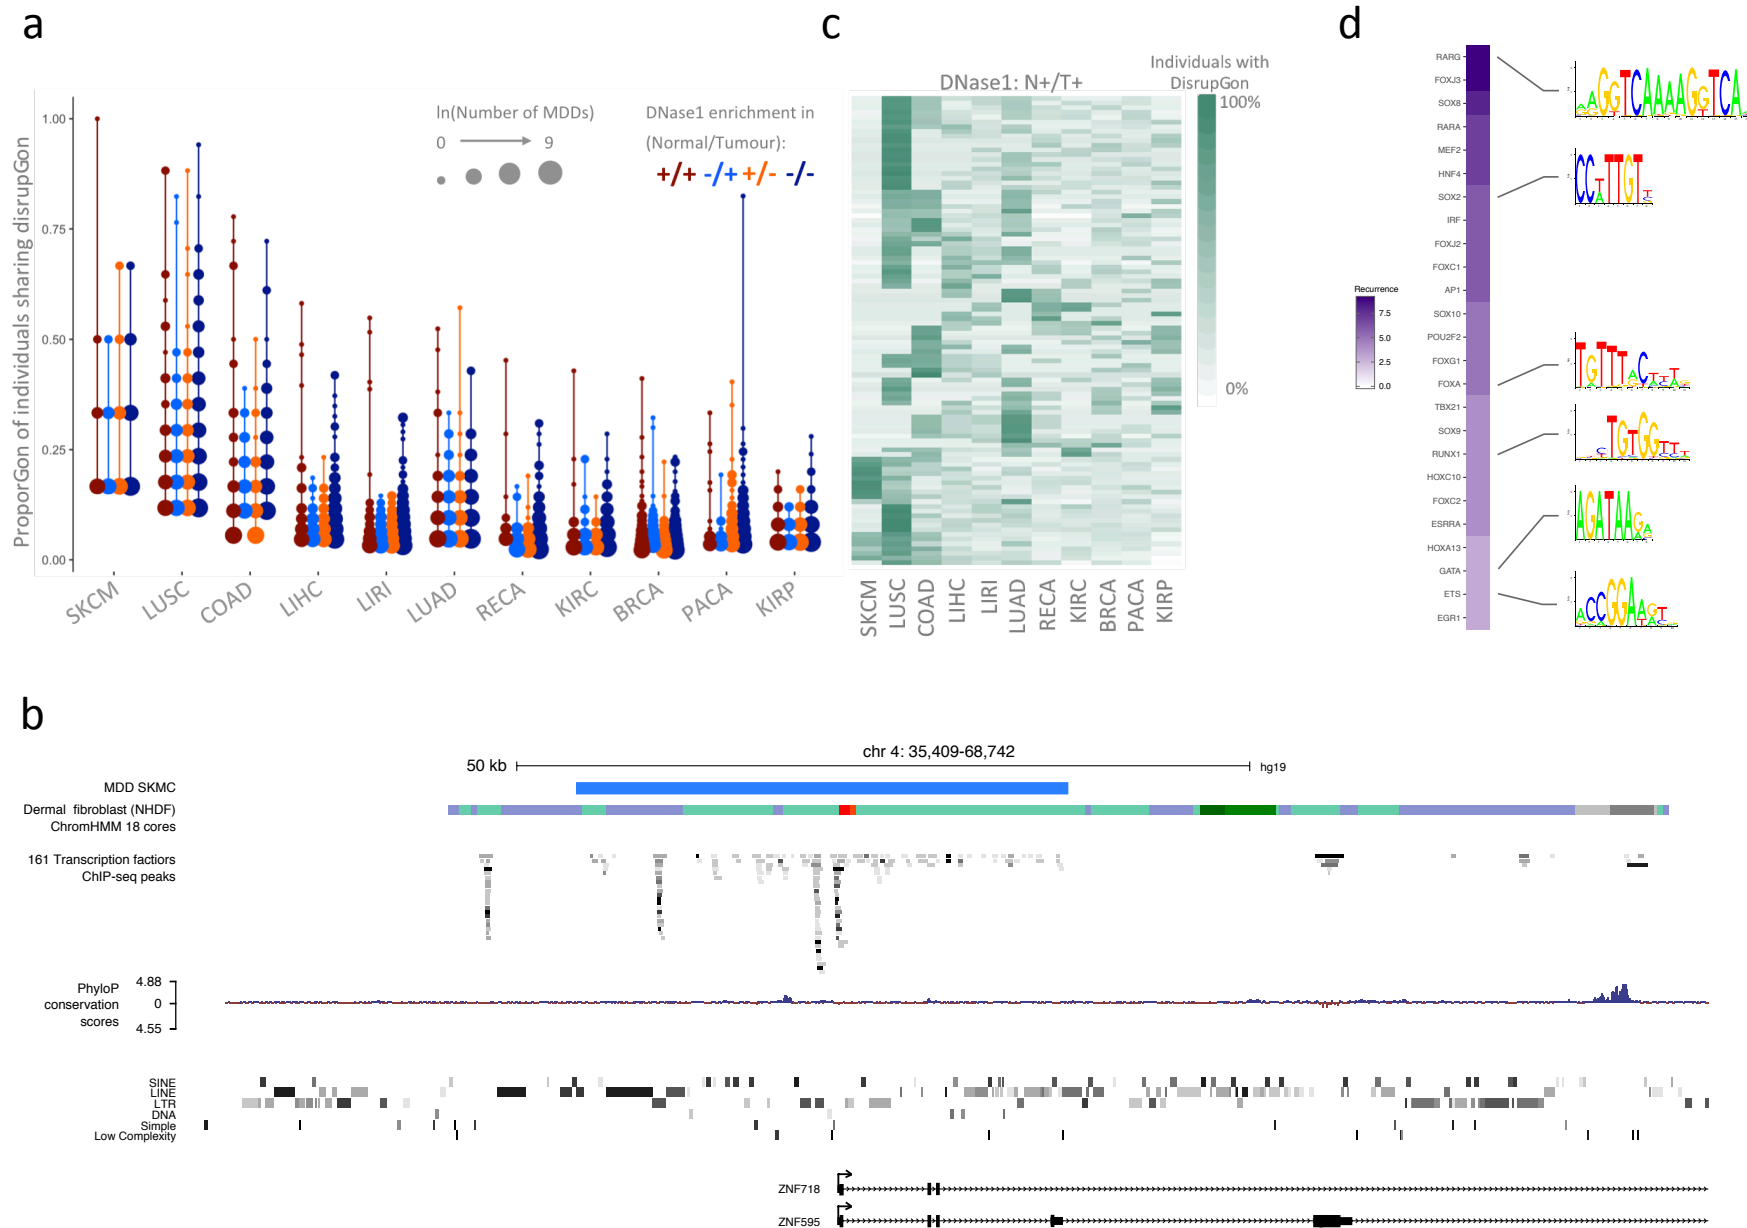 a
ProporGon of individuals sharing disrupGon
1.00
0.75
0.50
0.25
0.00
ln(Number of MDDs)
0
9
DNase1 enrichment in
(Normal/Tumour):
+/+ -/+ +/- -/-
SKCM
LUSC
COAD
LIHC
LIRI
LUAD
RECA
KIRC
BRCA
PACA
KIRP
c
DNase1: N+/T+
Individuals with
DisrupGon
100%
0%
SKCM
LUSC
COAD
LIHC
LIRI
LUAD
RECA
KIRC
BRCA
PACA
KIRP
d
RARG
FOXJ3
SOX8
RARA
MEF2
HNF4
SOX2
IRF
FOXJ2
FOXC1
AP1
SOX10
POU2F2
FOXG1
FOXA
TBX21
SOX9
RUNX1
HOXC10
FOXC2
ESRRA
HOXA13
GATA
ETS
EGR1
Recurrence
7.5
5.0
2.5
0.0
b
chr 4: 35,409-68,742
50 kb
hg19
MDD SKMC
Dermal fibroblast (NHDF)
ChromHMM 18 cores
161 Transcription factiors
ChIP-seq peaks
PhyloP
conservation
scores
4.88
0
4.55
SINE
LINE
LTR
DNA
Simple
Low Complexity
ZNF718
ZNF595